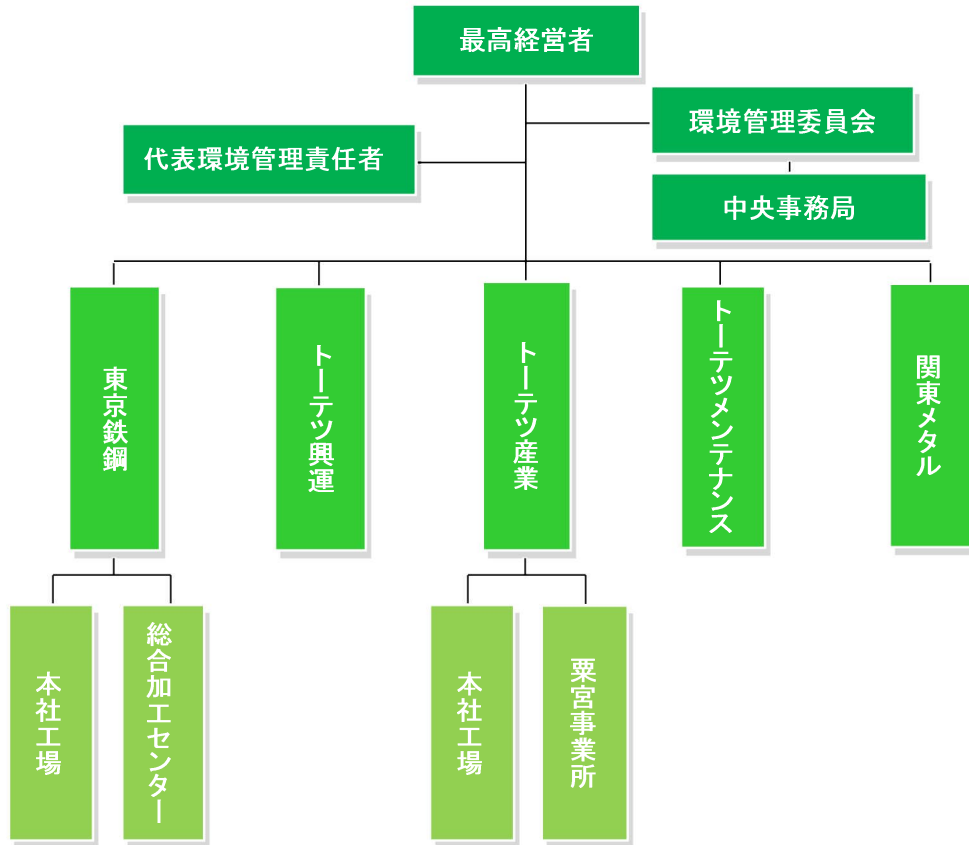 最高経営者
環境管理委員会
代表環境管理責任者
中央事務局
東京鉄鋼
トーテツ興運
トーテツ産業
トーテツメンテナンス
関東メタル
本社工場
総合加工センター
本社工場
粟宮事業所